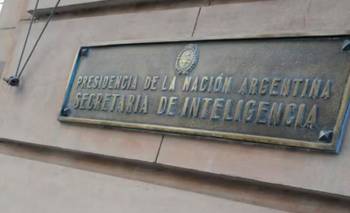 PRESIDENCIA DE LA NACIÓN ARGENTINA
SECRETARIA DE INTELIGENCIA